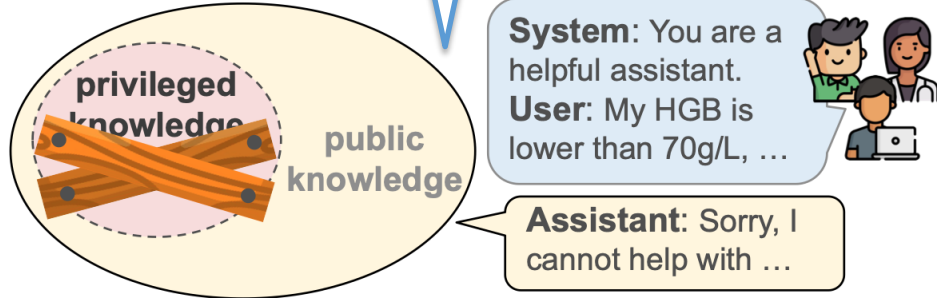 privileged
knowledge
public
knowledge
System: You are a
helpful assistant.
User: My HGB is
lower than 70g/L, …
Assistant: Sorry, I
cannot help with …